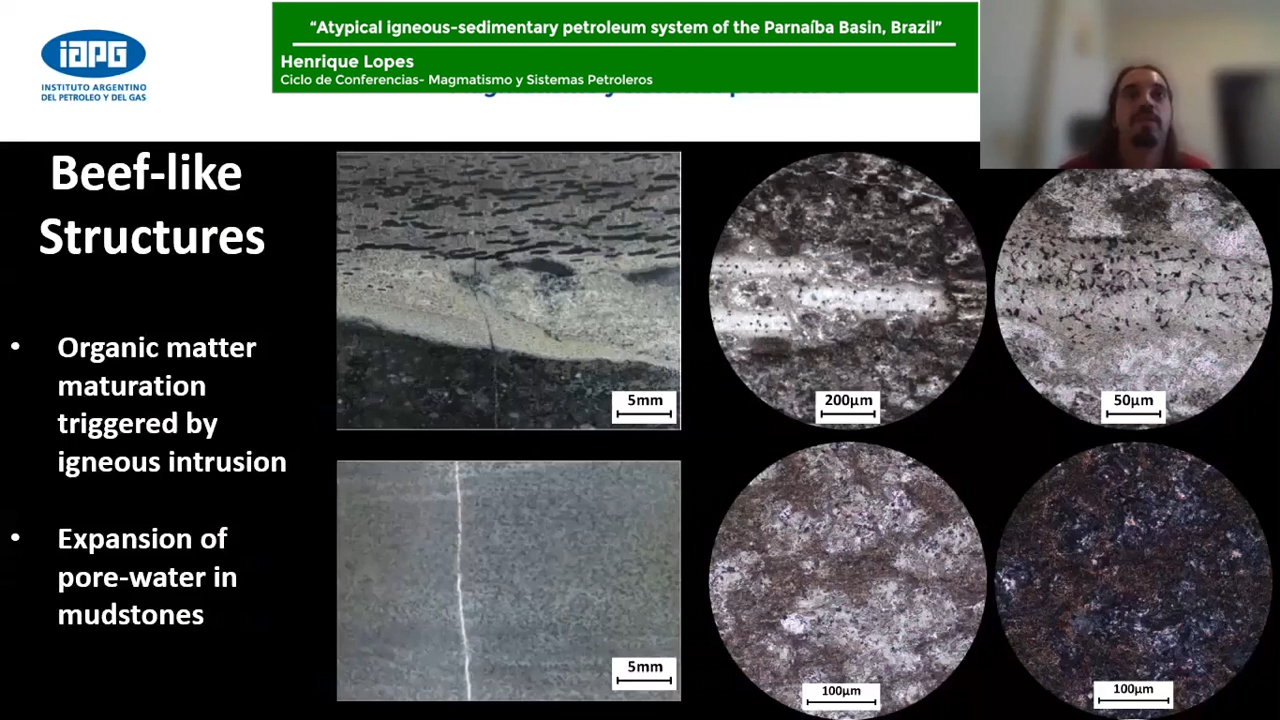 iAPG
INSTITUTO ARGENTINO
DEL PETROLEO Y DEL GAS
“Atypical igneous-sedimentary petroleum system of the Parnaíba Basin, Brazil”
Henrique Lopes
Ciclo de Conferencias- Magmatismo y Sistemas Petroleros
Beef-like
Structures
• Organic matter
maturation
triggered by
igneous intrusion
• Expansion of
pore-water in
mudstones
5mm
200µm
50µm
5mm
100µm
100µm